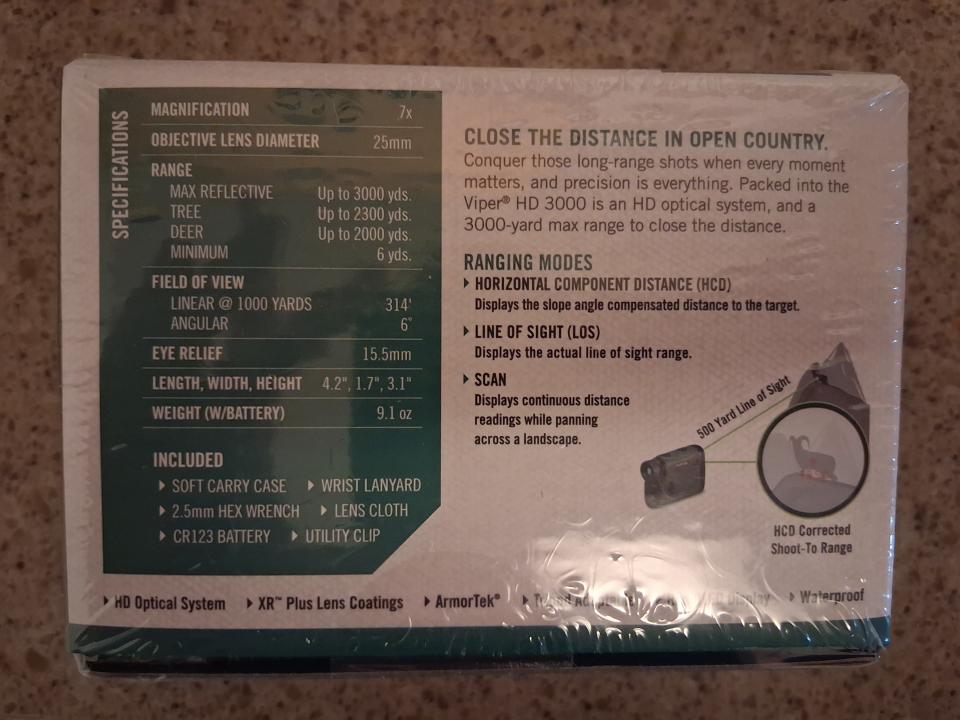 SPECIFICATIONS
MAGNIFICATION 7x
OBJECTIVE LENS DIAMETER 25mm
RANGE
MAX REFLECTIVE Up to 3000 yds.
TREE Up to 2300 yds.
DEER Up to 2000 yds.
MINIMUM 6 yds.
FIELD OF VIEW
LINEAR @ 1000 YARDS 314'
ANGULAR 6°
EYE RELIEF 15.5mm
LENGTH, WIDTH, HEIGHT 4.2", 1.7", 3.1"
WEIGHT (W/BATTERY) 9.1 oz
INCLUDED
SOFT CARRY CASE WRIST LANYARD
2.5mm HEX WRENCH LENS CLOTH
CR123 BATTERY UTILITY CLIP
CLOSE THE DISTANCE IN OPEN COUNTRY.
Conquer those long-range shots when every moment
matters, and precision is everything. Packed into the
Viper® HD 3000 is an HD optical system, and a
3000-yard max range to close the distance.
RANGING MODES
HORIZONTAL COMPONENT DISTANCE (HCD)
Displays the slope angle compensated distance to the target.
LINE OF SIGHT (LOS)
Displays the actual line of sight range.
SCAN
Displays continuous distance
readings while panning
across a landscape.
500 Yard Line of Sight
HCD Corrected
Shoot-To Range
HD Optical System XR™ Plus Lens Coatings ArmorTek® Display Waterproof